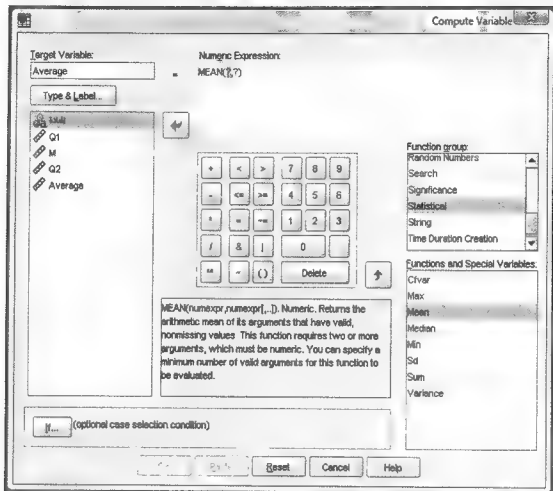 Compute Variable
Target Variable:
Average
=
Numeric Expression:
MEAN(?,?)
Type & Label...
Q1
M
Q2
Average
+ < > 7 8 9
- <= >= 4 5 6
* = ~= 1 2 3
/ & | 0 .
** ~ ( ) Delete
MEAN(numexpr,numexpr[,..]). Numeric. Returns the
arithmetic mean of its arguments that have valid,
nonmissing values. This function requires two or more
arguments, which must be numeric. You can specify a
minimum number of valid arguments for this function to
be evaluated.
Function group:
Random Numbers
Search
Significance
Statistical
String
Time Duration Creation
Functions and Special Variables:
Cfvar
Max
Mean
Median
Min
Sd
Sum
Variance
If... (optional case selection condition)
Reset
Cancel
Help